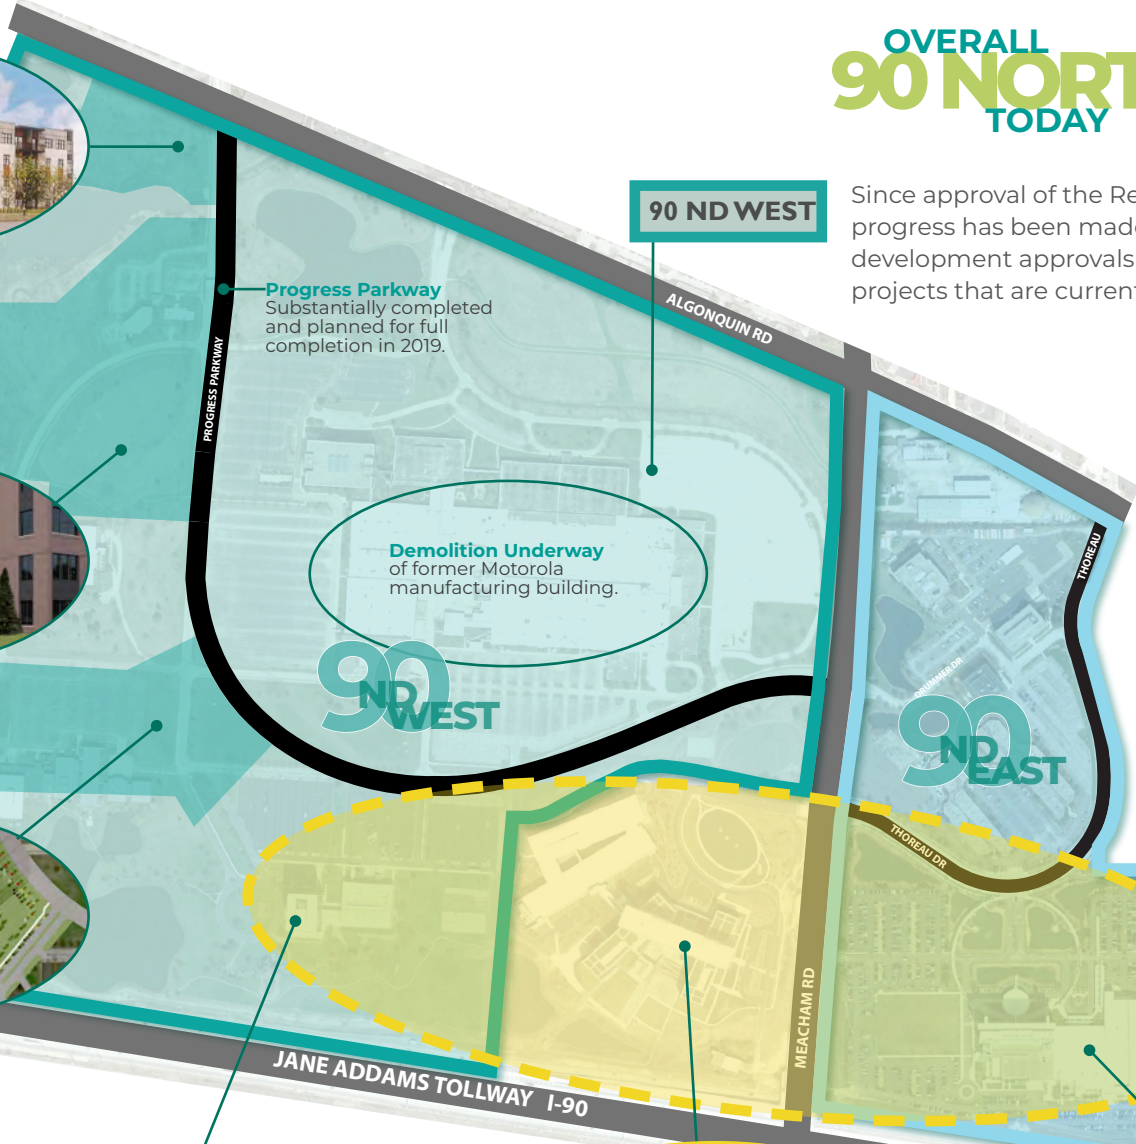 OVERALL
90 NORT
TODAY
Since approval of the Re
progress has been made
development approvals
projects that are current
90 ND WEST
ALGONQUIN RD
Progress Parkway
Substantially completed
and planned for full
completion in 2019.
PROGRESS PARKWAY
Demolition Underway
of former Motorola
manufacturing building.
90
ND
WEST
THOREAU
DRUMMER DR
90
ND
EAST
THOREAU DR
MEACHAM RD
JANE ADDAMS TOLLWAY I-90